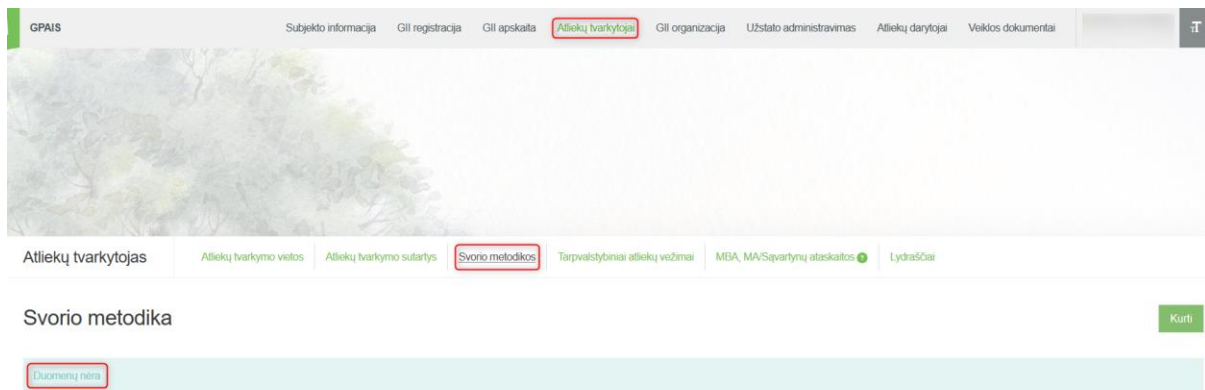 GPAIS Subjekto informacija GII registracija GII apskaita Atliekų tvarkytojai GII organizacija Užstato administravimas Atliekų darytojai Veiklos dokumentai TT
Atliekų tvarkytojas Atliekų tvarkymo vietos Atliekų tvarkymo sutartys Svorio metodikos Tarpvalstybiniai atliekų vežimai MBA, MA/Sąvartynų ataskaitos ? Lydraščiai
Svorio metodika Kurti
Duomenų nėra